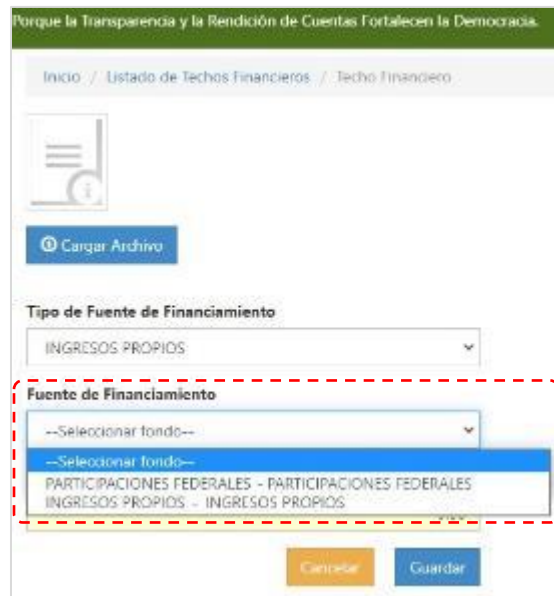 Porque la Transparencia y la Rendición de Cuentas Fortalecen la Democracia.
Inicio / Listado de Techos Financieros / Techo Financiero
Cargar Archivo
Tipo de Fuente de Financiamiento
INGRESOS PROPIOS
Fuente de Financiamiento
--Seleccionar fondo--
--Seleccionar fondo--
PARTICIPACIONES FEDERALES - PARTICIPACIONES FEDERALES
INGRESOS PROPIOS - INGRESOS PROPIOS
Cancelar Guardar